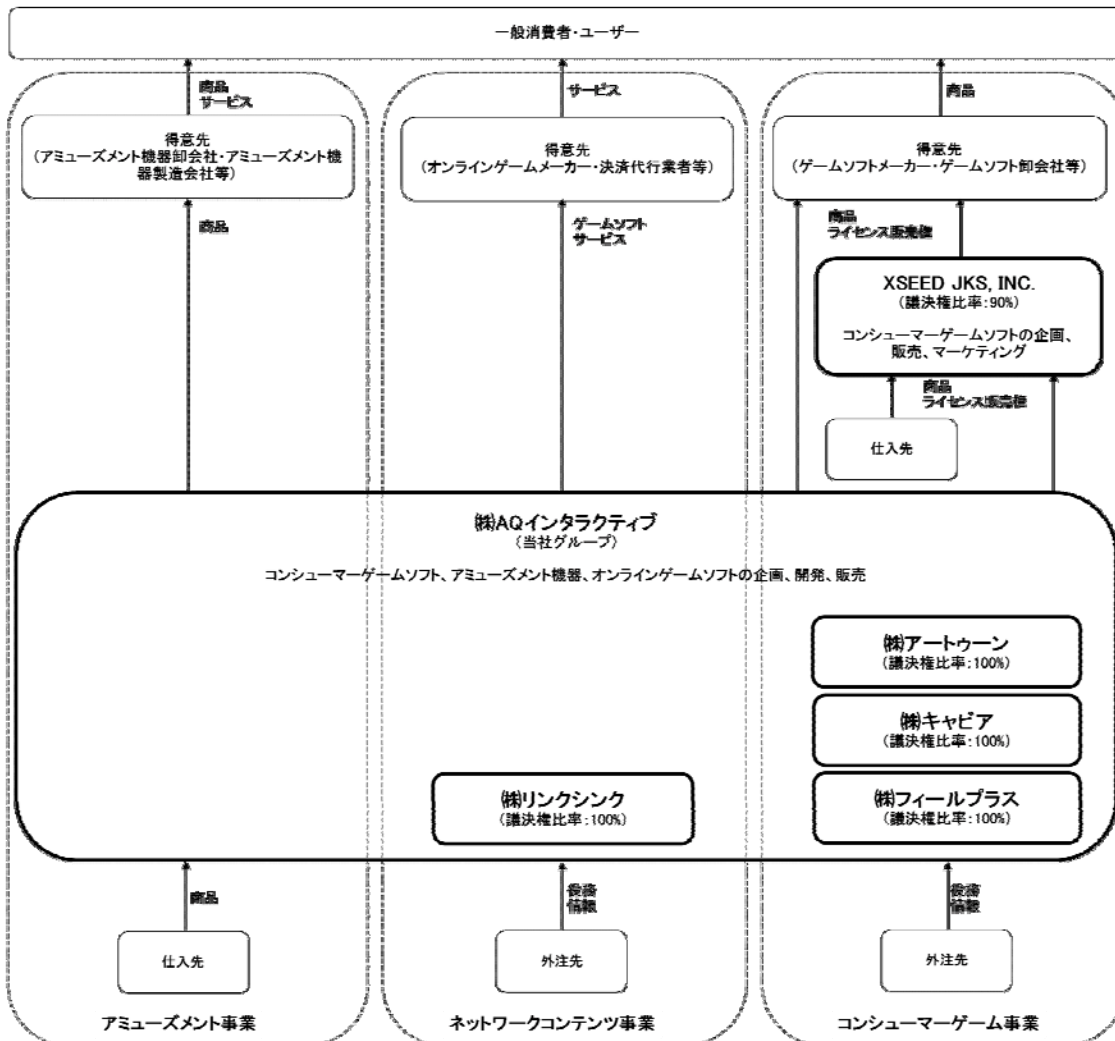 一般消費者・ユーザー
商品
サービス
サービス
商品
得意先
(アミューズメント機器卸会社・アミューズメント機
器製造会社等)
得意先
(オンラインゲームメーカー・決済代行業者等)
得意先
(ゲームソフトメーカー・ゲームソフト卸会社等)
商品
ゲームソフト
サービス
商品
ライセンス販売権
XSEED JKS, INC.
(議決権比率:90%)
コンシューマーゲームソフトの企画、
販売、マーケティング
商品
ライセンス販売権
仕入先
㈱AQインタラクティブ
(当社グループ)
コンシューマーゲームソフト、アミューズメント機器、オンラインゲームソフトの企画、開発、販売
㈱アートゥーン
(議決権比率:100%)
㈱キャビア
(議決権比率:100%)
㈱リンクシンク
(議決権比率:100%)
㈱フィールプラス
(議決権比率:100%)
商品
役務
情報
役務
情報
仕入先
外注先
外注先
アミューズメント事業
ネットワークコンテンツ事業
コンシューマーゲーム事業